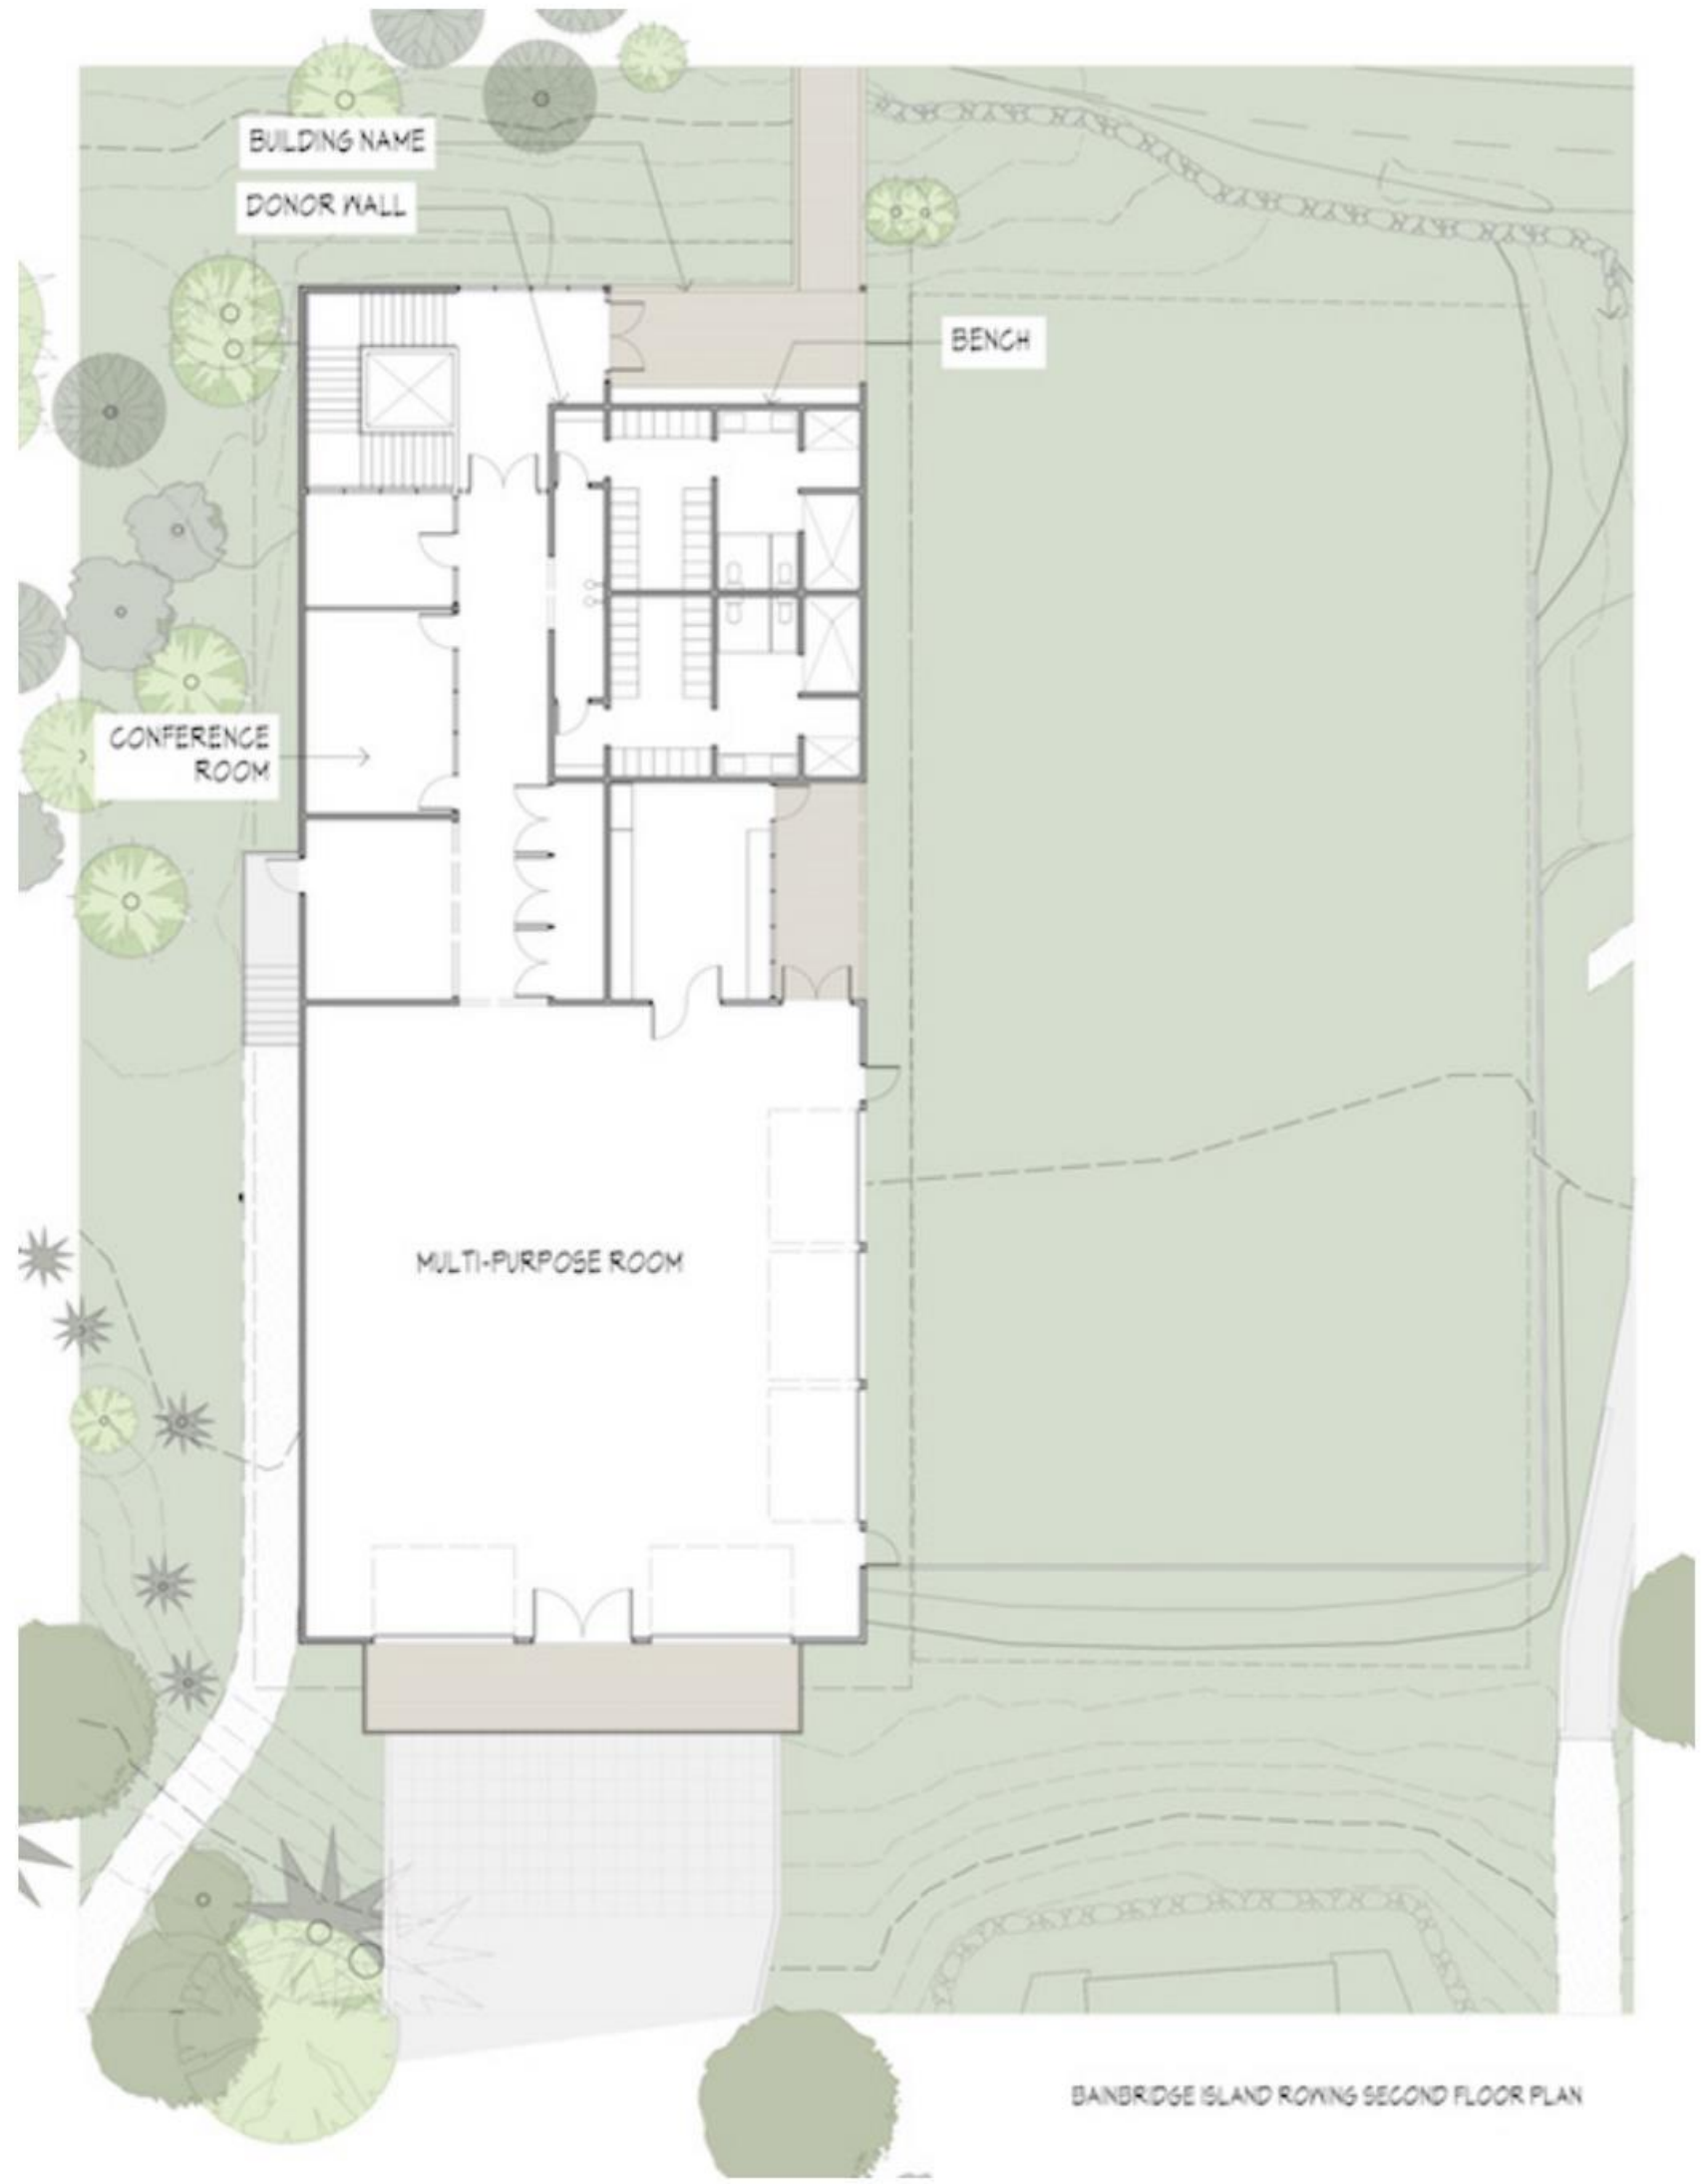 BUILDING NAME
DONOR WALL
BENCH
CONFERENCE
ROOM
MULTI-PURPOSE ROOM
BAINBRIDGE ISLAND ROWING SECOND FLOOR PLAN